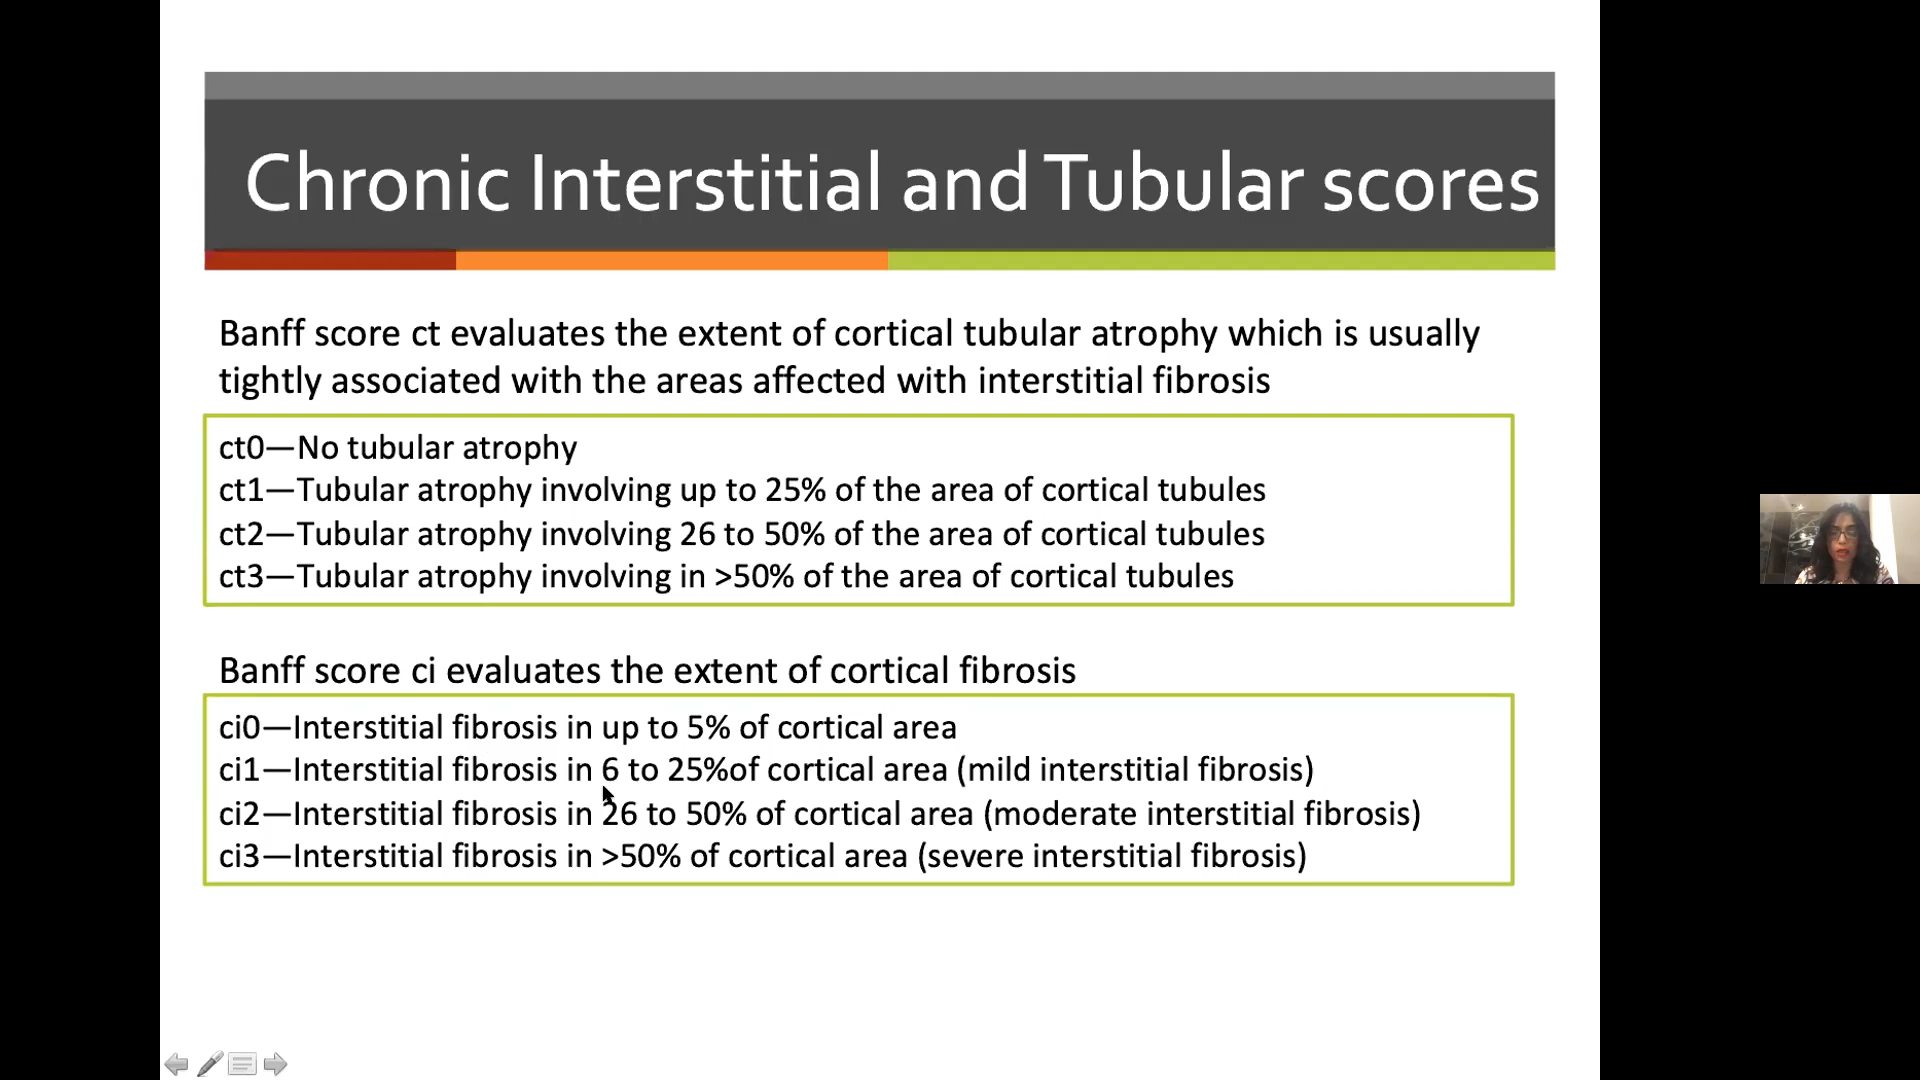 Chronic Interstitial and Tubular scores
Banff score ct evaluates the extent of cortical tubular atrophy which is usually
tightly associated with the areas affected with interstitial fibrosis
ct0—No tubular atrophy
ct1—Tubular atrophy involving up to 25% of the area of cortical tubules
ct2—Tubular atrophy involving 26 to 50% of the area of cortical tubules
ct3—Tubular atrophy involving in >50% of the area of cortical tubules
Banff score ci evaluates the extent of cortical fibrosis
ci0—Interstitial fibrosis in up to 5% of cortical area
ci1—Interstitial fibrosis in 6 to 25%of cortical area (mild interstitial fibrosis)
ci2—Interstitial fibrosis in 26 to 50% of cortical area (moderate interstitial fibrosis)
ci3—Interstitial fibrosis in >50% of cortical area (severe interstitial fibrosis)